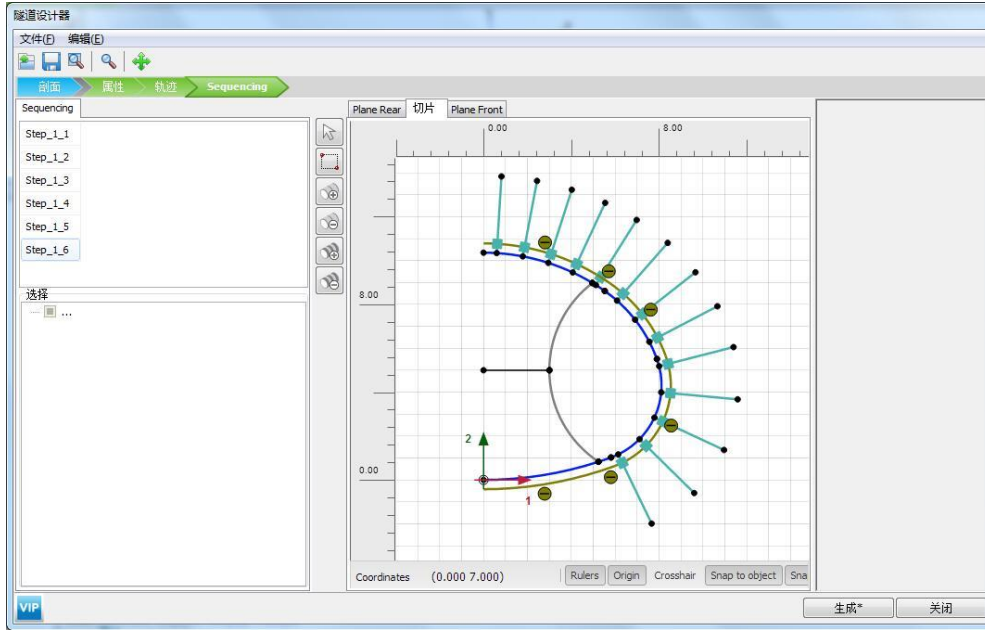 隧道设计器
文件(F) 编辑(E)
剖面 属性 轨迹 Sequencing
Sequencing
Plane Rear 切片 Plane Front
0.00 8.00
Step_1_1
Step_1_2
Step_1_3
Step_1_4
Step_1_5
Step_1_6
选择
...
8.00
2
0.00
1
Coordinates (0.000 7.000) Rulers Origin Crosshair Snap to object Sna
VIP 生成* 关闭